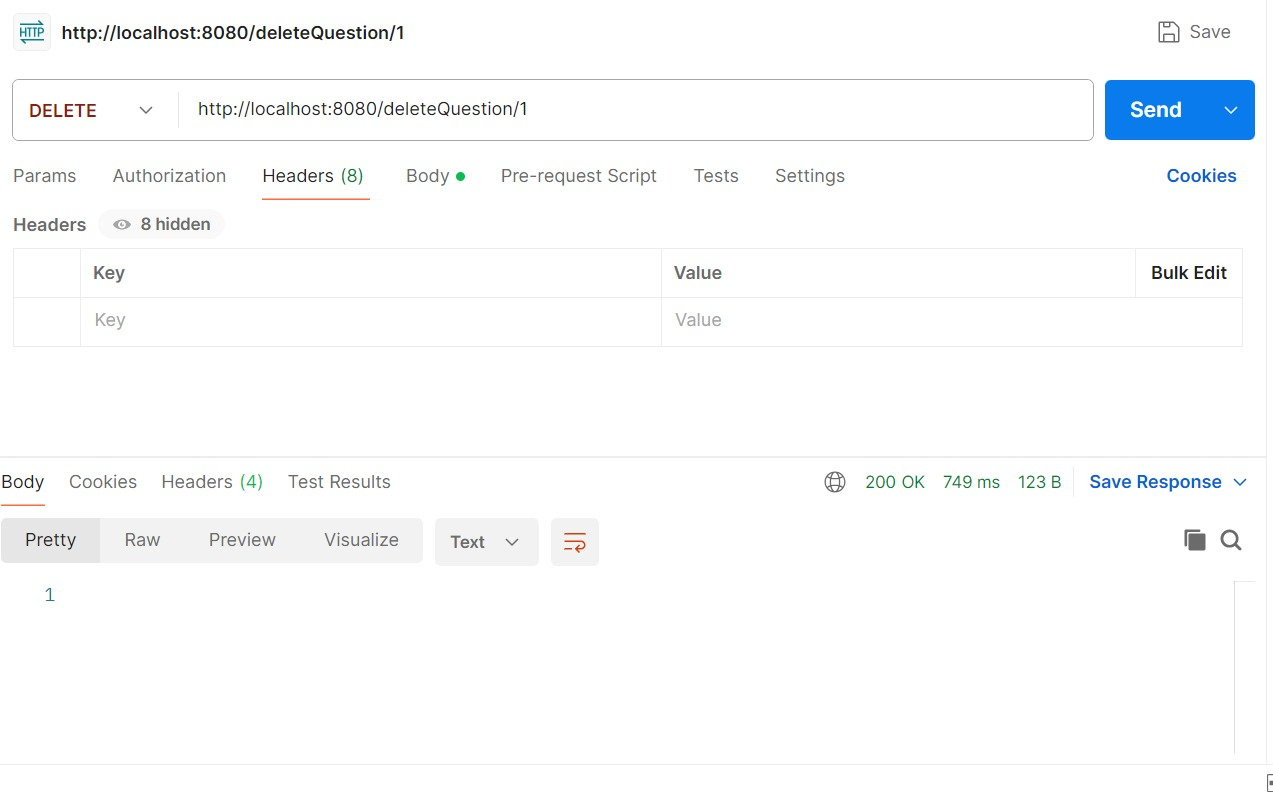 HTTP http://localhost:8080/deleteQuestion/1 Save
DELETE http://localhost:8080/deleteQuestion/1 Send
Params Authorization Headers (8) Body Pre-request Script Tests Settings Cookies
Headers 8 hidden
Key Value Bulk Edit
Key Value
Body Cookies Headers (4) Test Results 200 OK 749 ms 123 B Save Response
Pretty Raw Preview Visualize Text
1